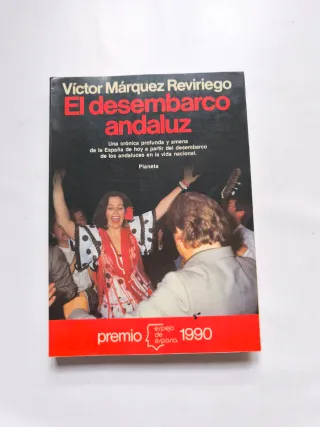 Víctor Márquez Reviriego
El desembarco
andaluz
Una crónica profunda y amena
de la España de hoy a partir del desembarco
de los andaluces en la vida nacional.
Planeta
premio espejo de españa 1990